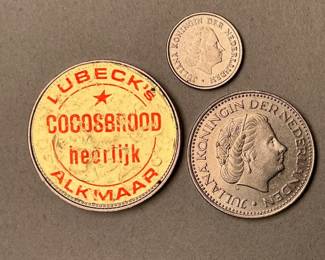 LUBECK's
COCOSBROOD
heerlijk
ALKMAAR
JULIANA KONINGIN DER NEDERLANDEN
JULIANA KONINGIN DER NEDERLANDEN